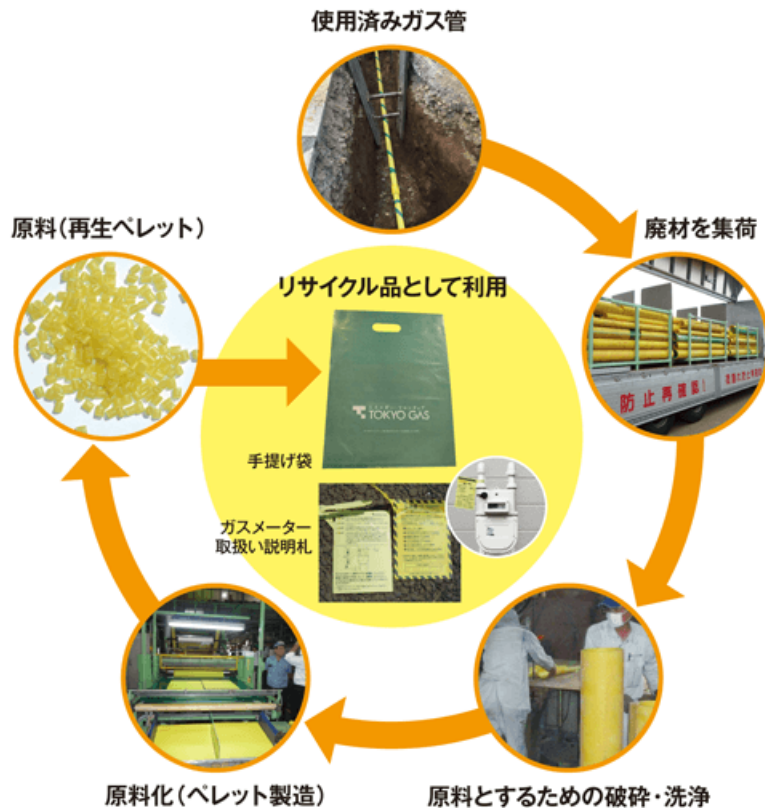 使用済みガス管
廃材を集荷
防止再確認！
原料（再生ペレット）
リサイクル品として利用
TOKYO GAS
手提げ袋
ガスメーター
取扱い説明札
原料化（ペレット製造）
原料とするための破砕・洗浄